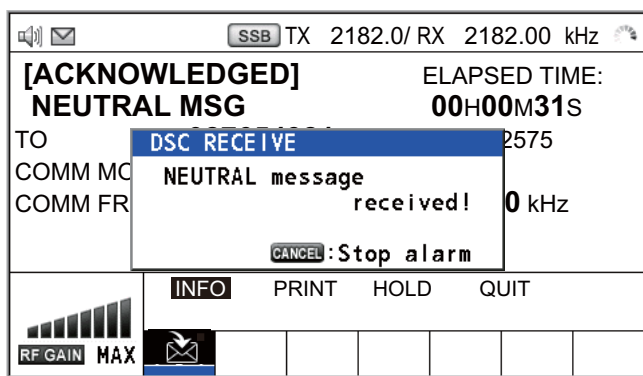 SSB TX 2182.0/ RX 2182.00 kHz
[ACKNOWLEDGED] ELAPSED TIME:
NEUTRAL MSG 00H00M31S
TO 2575
DSC RECEIVE
COMM MO
NEUTRAL message
received!
COMM FR 0 kHz
CANCEL:Stop alarm
INFO PRINT HOLD QUIT
RF GAIN MAX